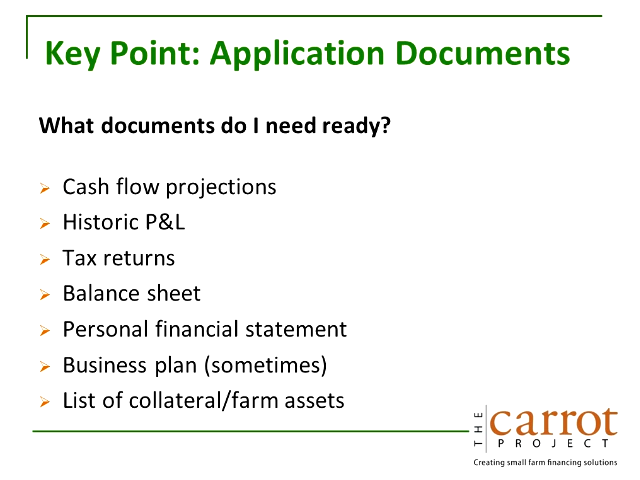 Key Point: Application Documents
What documents do I need ready?
Cash flow projections
Historic P&L
Tax returns
Balance sheet
Personal financial statement
Business plan (sometimes)
List of collateral/farm assets
THE
carrot
PROJECT
Creating small farm financing solutions